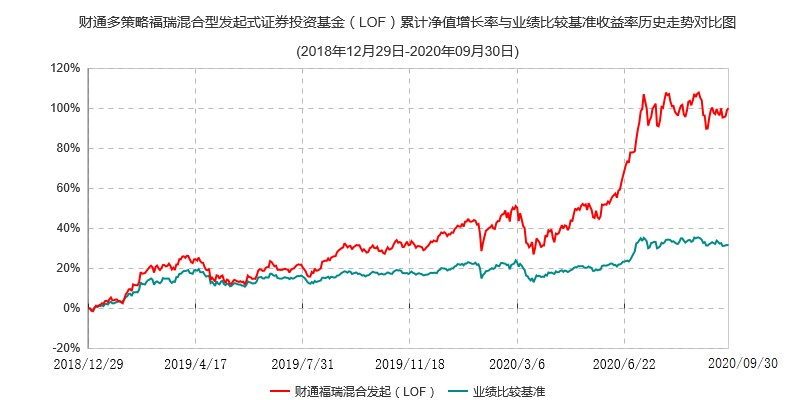 财通多策略福瑞混合型发起式证券投资基金（LOF）累计净值增长率与业绩比较基准收益率历史走势对比图
(2018年12月29日-2020年09月30日)
120%
100%
80%
60%
40%
20%
0%
-20%
2018/12/29 2019/4/17 2019/7/31 2019/11/18 2020/3/6 2020/6/22 2020/09/30
财通福瑞混合发起（LOF） 业绩比较基准